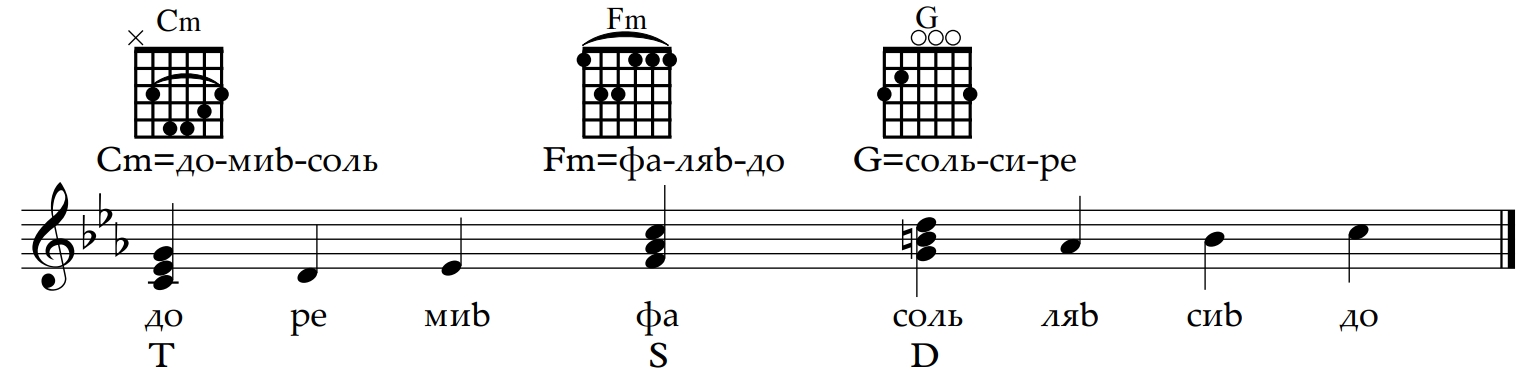 Cm Fm G
Cm=до-миb-соль Fm=фа-ляb-до G=соль-си-ре
до ре миb фа соль ляb сиb до
T S D